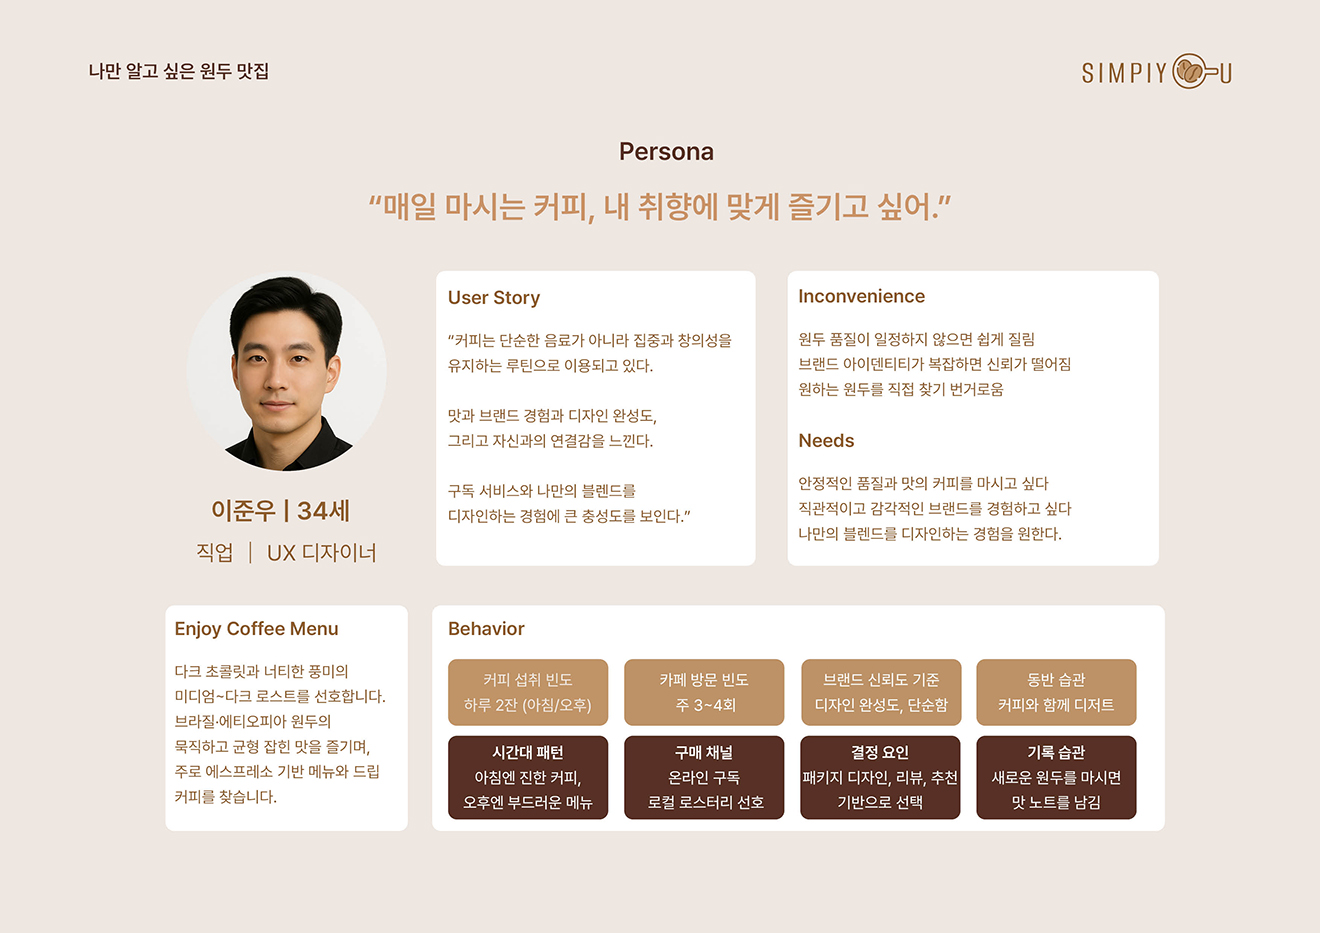 나만 알고 싶은 원두 맛집
SIMPIY U
Persona
“매일 마시는 커피, 내 취향에 맞게 즐기고 싶어.”
이준우 | 34세
직업 | UX 디자이너
User Story
“커피는 단순한 음료가 아니라 집중과 창의성을
유지하는 루틴으로 이용되고 있다.
맛과 브랜드 경험과 디자인 완성도,
그리고 자신과의 연결감을 느낀다.
구독 서비스와 나만의 블렌드를
디자인하는 경험에 큰 충성도를 보인다.”
Inconvenience
원두 품질이 일정하지 않으면 쉽게 질림
브랜드 아이덴티티가 복잡하면 신뢰가 떨어짐
원하는 원두를 직접 찾기 번거로움
Needs
안정적인 품질과 맛의 커피를 마시고 싶다
직관적이고 감각적인 브랜드를 경험하고 싶다
나만의 블렌드를 디자인하는 경험을 원한다.
Enjoy Coffee Menu
다크 초콜릿과 너티한 풍미의
미디엄~다크 로스트를 선호합니다.
브라질·에티오피아 원두의
묵직하고 균형 잡힌 맛을 즐기며,
주로 에스프레소 기반 메뉴와 드립
커피를 찾습니다.
Behavior
커피 섭취 빈도
하루 2잔 (아침/오후)
카페 방문 빈도
주 3~4회
브랜드 신뢰도 기준
디자인 완성도, 단순함
동반 습관
커피와 함께 디저트
시간대 패턴
아침엔 진한 커피,
오후엔 부드러운 메뉴
구매 채널
온라인 구독
로컬 로스터리 선호
결정 요인
패키지 디자인, 리뷰, 추천
기반으로 선택
기록 습관
새로운 원두를 마시면
맛 노트를 남김